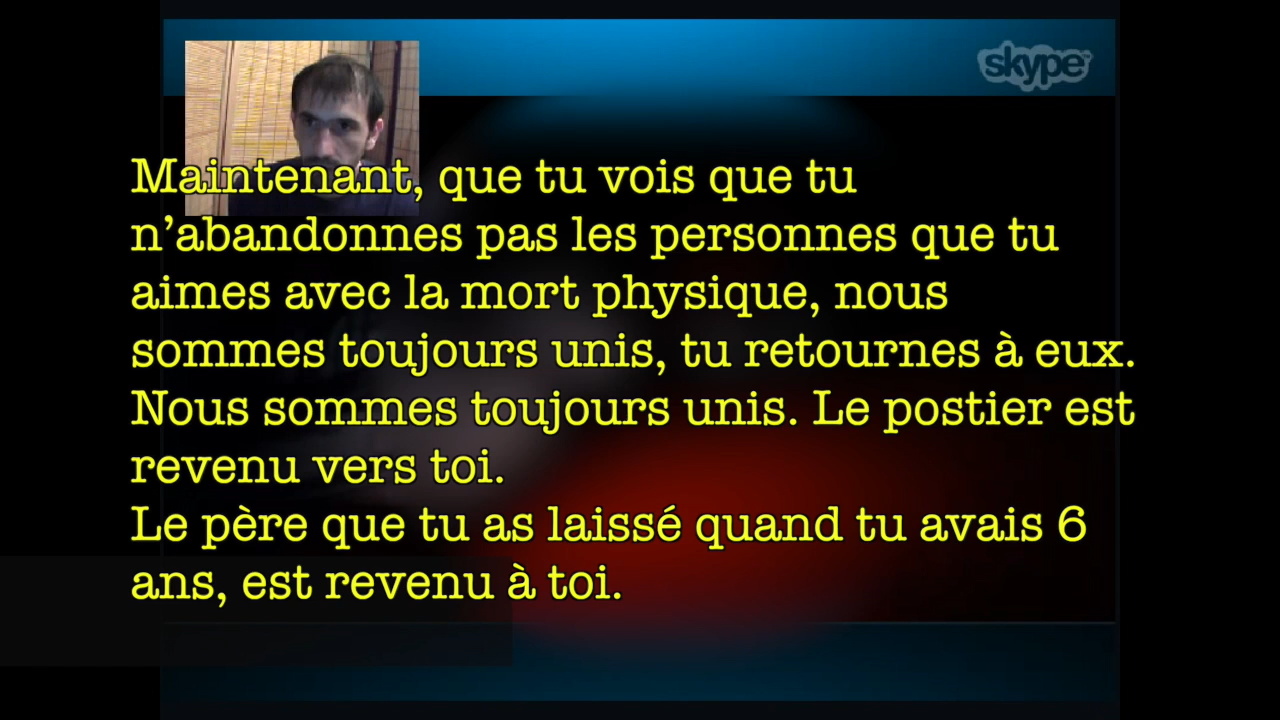 skype
Maintenant, que tu vois que tu
n’abandonnes pas les personnes que tu
aimes avec la mort physique, nous
sommes toujours unis, tu retournes à eux.
Nous sommes toujours unis. Le postier est
revenu vers toi.
Le père que tu as laissé quand tu avais 6
ans, est revenu à toi.